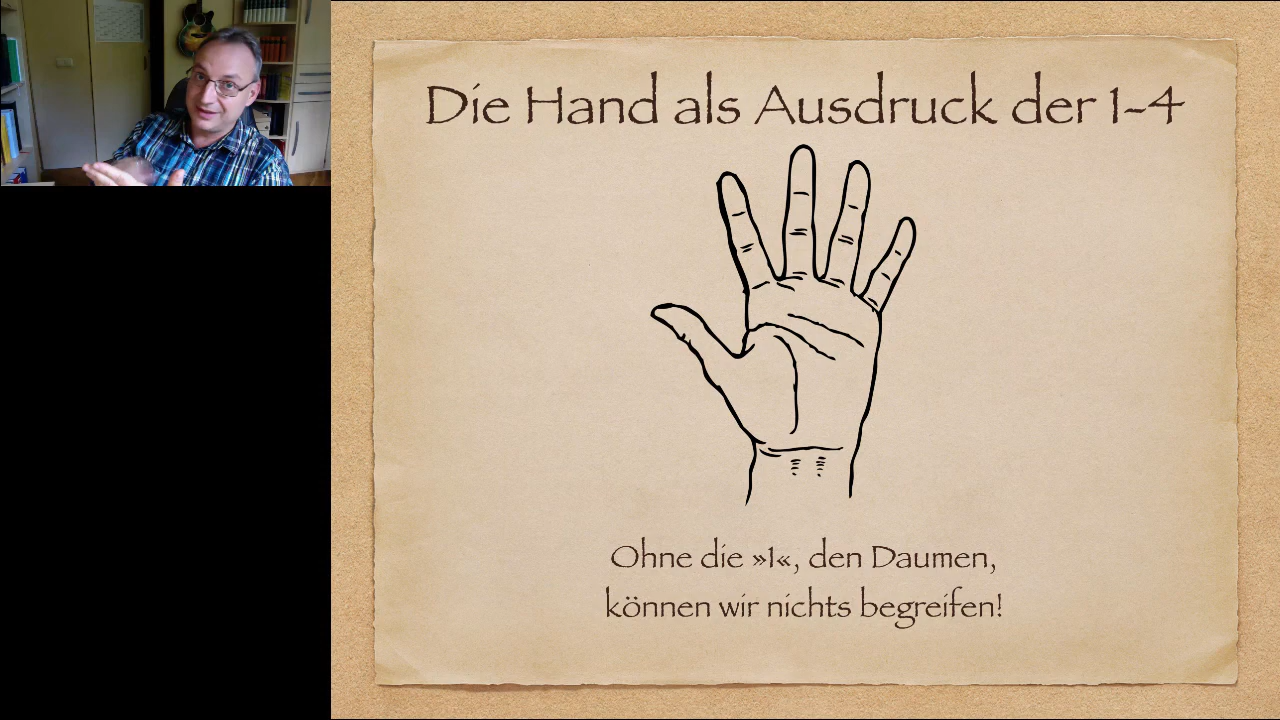 Die Hand als Ausdruck der 1-4
Ohne die »1«, den Daumen,
können wir nichts begreifen!